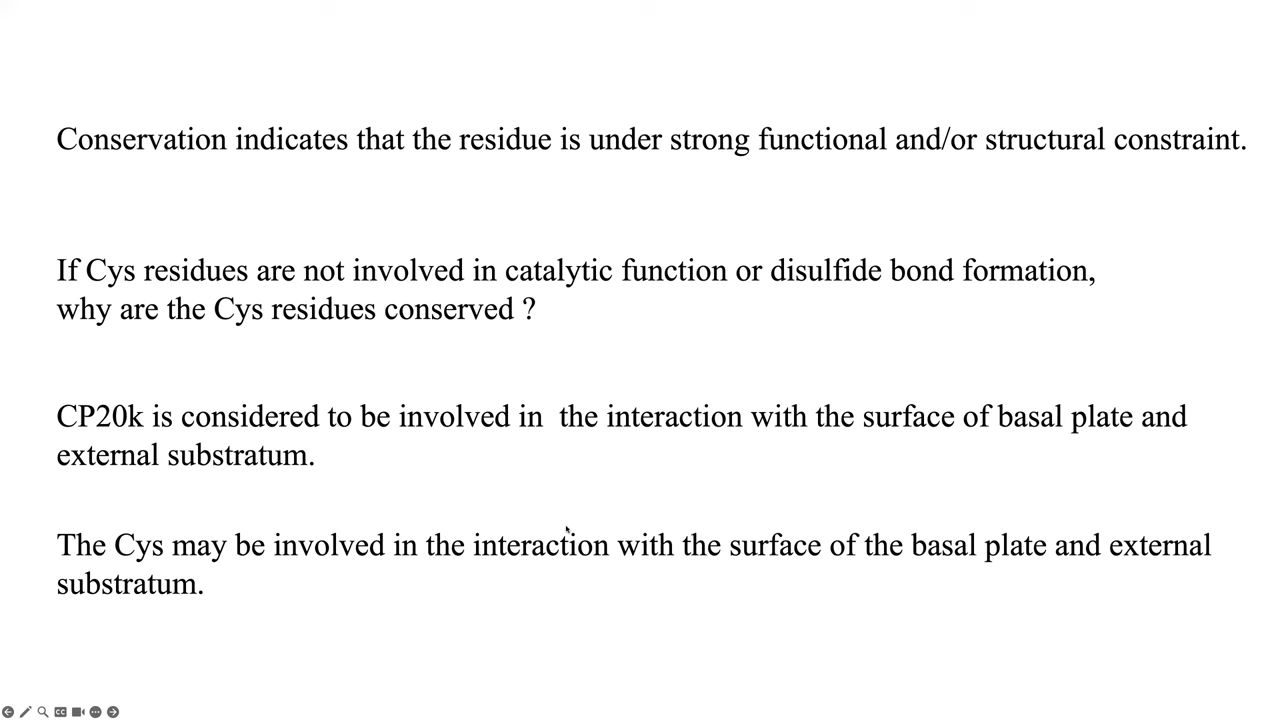 Conservation indicates that the residue is under strong functional and/or structural constraint.
If Cys residues are not involved in catalytic function or disulfide bond formation,
why are the Cys residues conserved ?
CP20k is considered to be involved in  the interaction with the surface of basal plate and
external substratum.
The Cys may be involved in the interaction with the surface of the basal plate and external
substratum.
CC